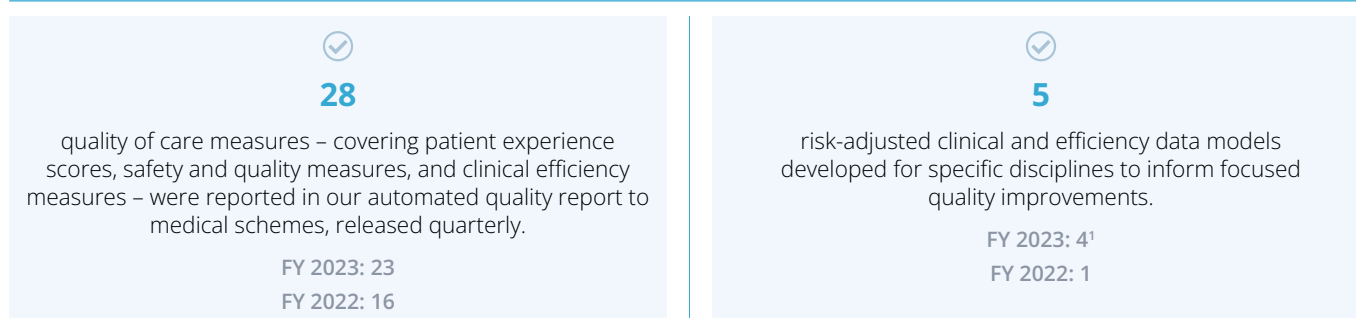 28
quality of care measures – covering patient experience
scores, safety and quality measures, and clinical efficiency
measures – were reported in our automated quality report to
medical schemes, released quarterly.
FY 2023: 23
FY 2022: 16
5
risk-adjusted clinical and efficiency data models
developed for specific disciplines to inform focused
quality improvements.
FY 2023: 4¹
FY 2022: 1